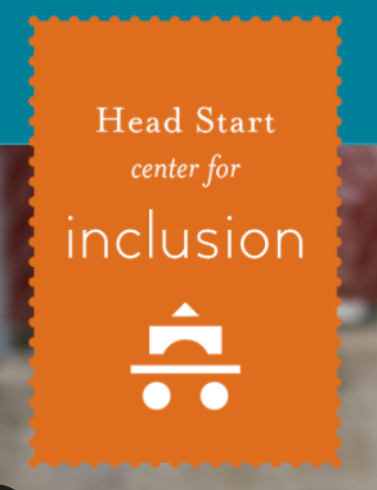 Head Start
center for
inclusion